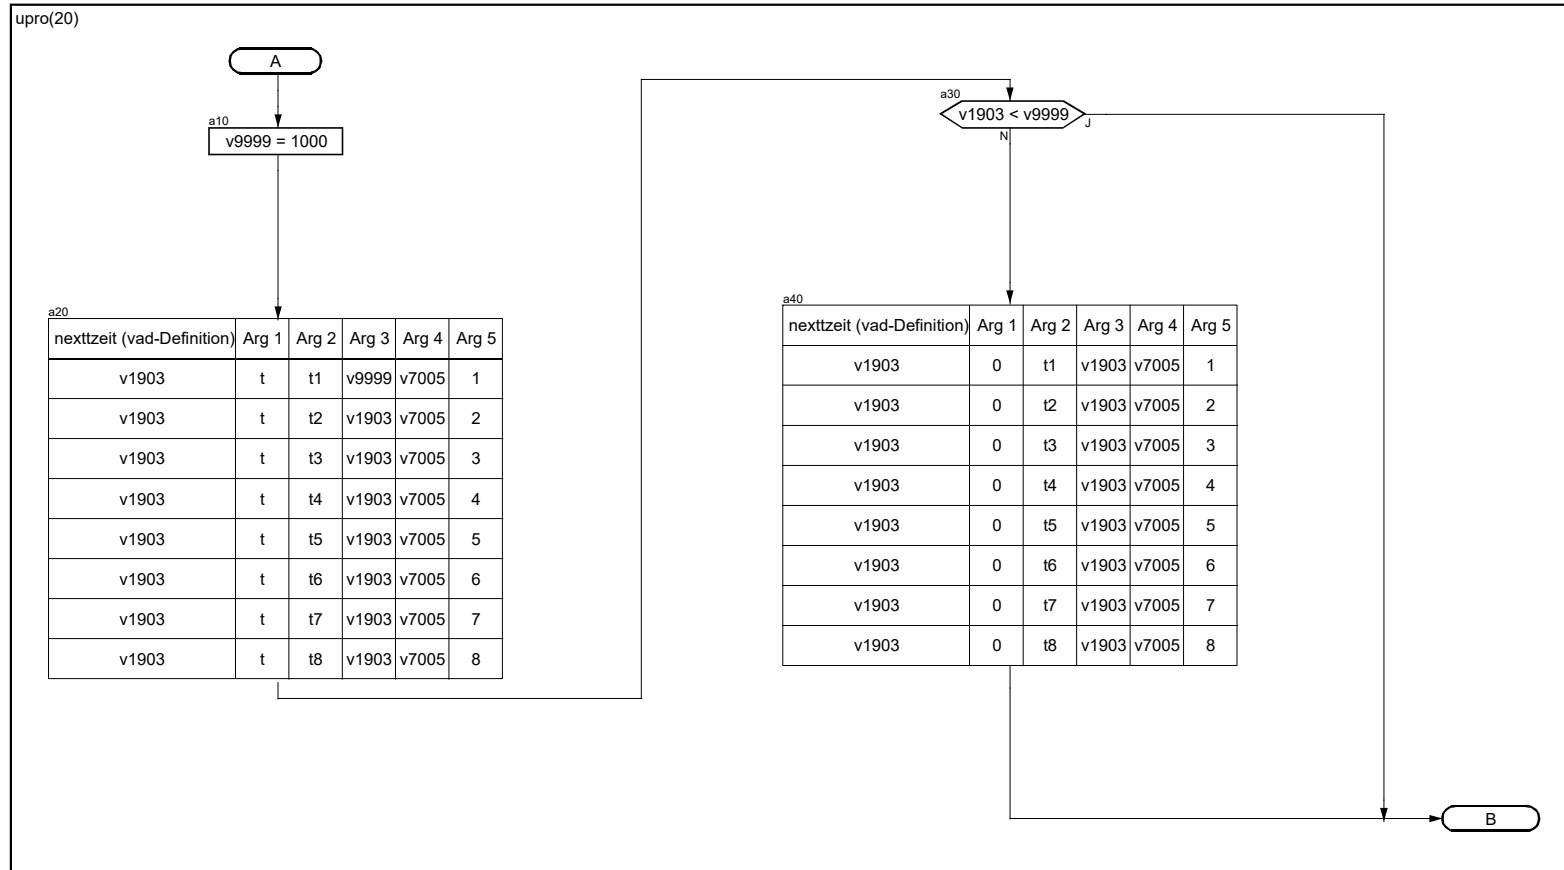 upro(20)
A
a10
v9999 = 1000
a20
nexttzeit (vad-Definition) Arg 1 Arg 2 Arg 3 Arg 4 Arg 5
v1903 t t1 v9999 v7005 1
v1903 t t2 v1903 v7005 2
v1903 t t3 v1903 v7005 3
v1903 t t4 v1903 v7005 4
v1903 t t5 v1903 v7005 5
v1903 t t6 v1903 v7005 6
v1903 t t7 v1903 v7005 7
v1903 t t8 v1903 v7005 8
a30
v1903 < v9999
J
N
a40
nexttzeit (vad-Definition) Arg 1 Arg 2 Arg 3 Arg 4 Arg 5
v1903 0 t1 v1903 v7005 1
v1903 0 t2 v1903 v7005 2
v1903 0 t3 v1903 v7005 3
v1903 0 t4 v1903 v7005 4
v1903 0 t5 v1903 v7005 5
v1903 0 t6 v1903 v7005 6
v1903 0 t7 v1903 v7005 7
v1903 0 t8 v1903 v7005 8
B